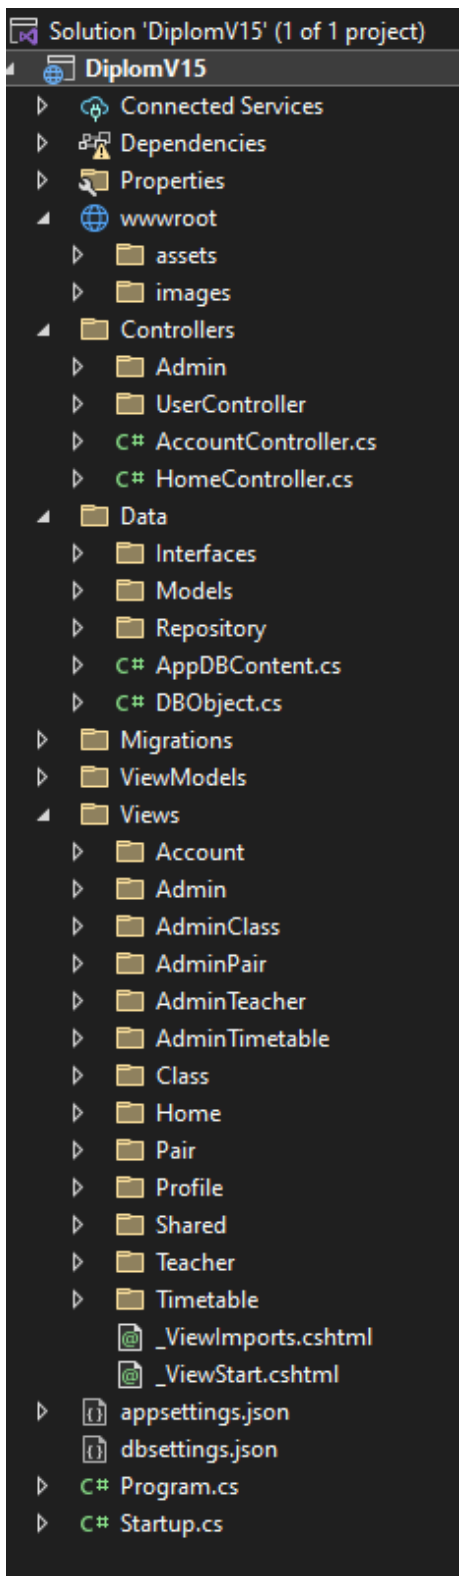 Solution 'DiplomV15' (1 of 1 project)
DiplomV15
Connected Services
Dependencies
Properties
wwwroot
assets
images
Controllers
Admin
UserController
C# AccountController.cs
C# HomeController.cs
Data
Interfaces
Models
Repository
C# AppDBContent.cs
C# DBObject.cs
Migrations
ViewModels
Views
Account
Admin
AdminClass
AdminPair
AdminTeacher
AdminTimetable
Class
Home
Pair
Profile
Shared
Teacher
Timetable
_ViewImports.cshtml
_ViewStart.cshtml
appsettings.json
dbsettings.json
C# Program.cs
C# Startup.cs